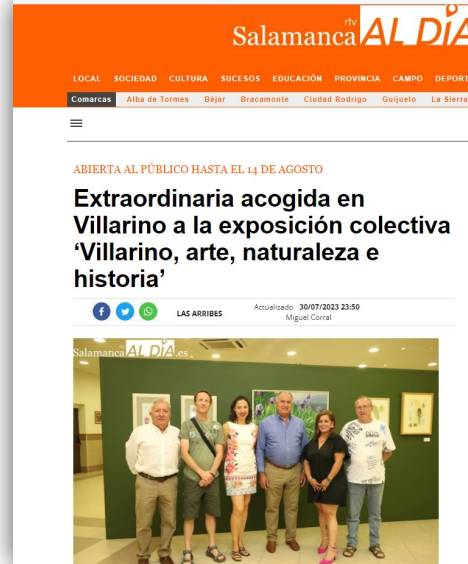 rtv
Salamanca AL DÍA
LOCAL SOCIEDAD CULTURA SUCESOS EDUCACIÓN PROVINCIA CAMPO DEPORT
Comarcas Alba de Tormes Béjar Bracamonte Ciudad Rodrigo Guijuelo La Sierra
ABIERTA AL PÚBLICO HASTA EL 14 DE AGOSTO
Extraordinaria acogida en
Villarino a la exposición colectiva
‘Villarino, arte, naturaleza e
historia’
LAS ARRIBES
Actualizado 30/07/2023 23:50
Miguel Corral
Salamanca AL DÍA.es